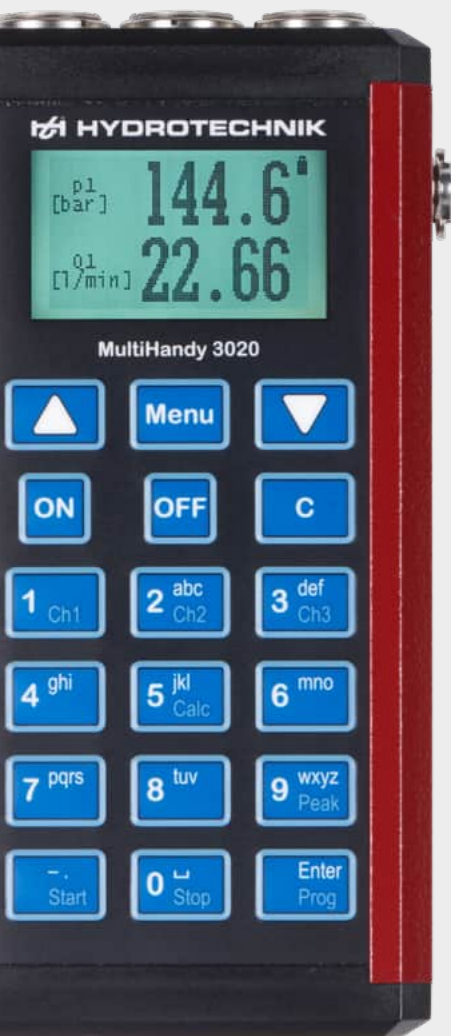 HYDROTECHNIK
p1 144.6
[bar]
Q1 22.66
[l/min]
MultiHandy 3020
Menu
ON OFF C
1 Ch1 2 abc Ch2 3 def Ch3
4 ghi 5 jkl Calc 6 mno
7 pqrs 8 tuv 9 wxyz Peak
– . Start 0 ⎵ Stop Enter Prog